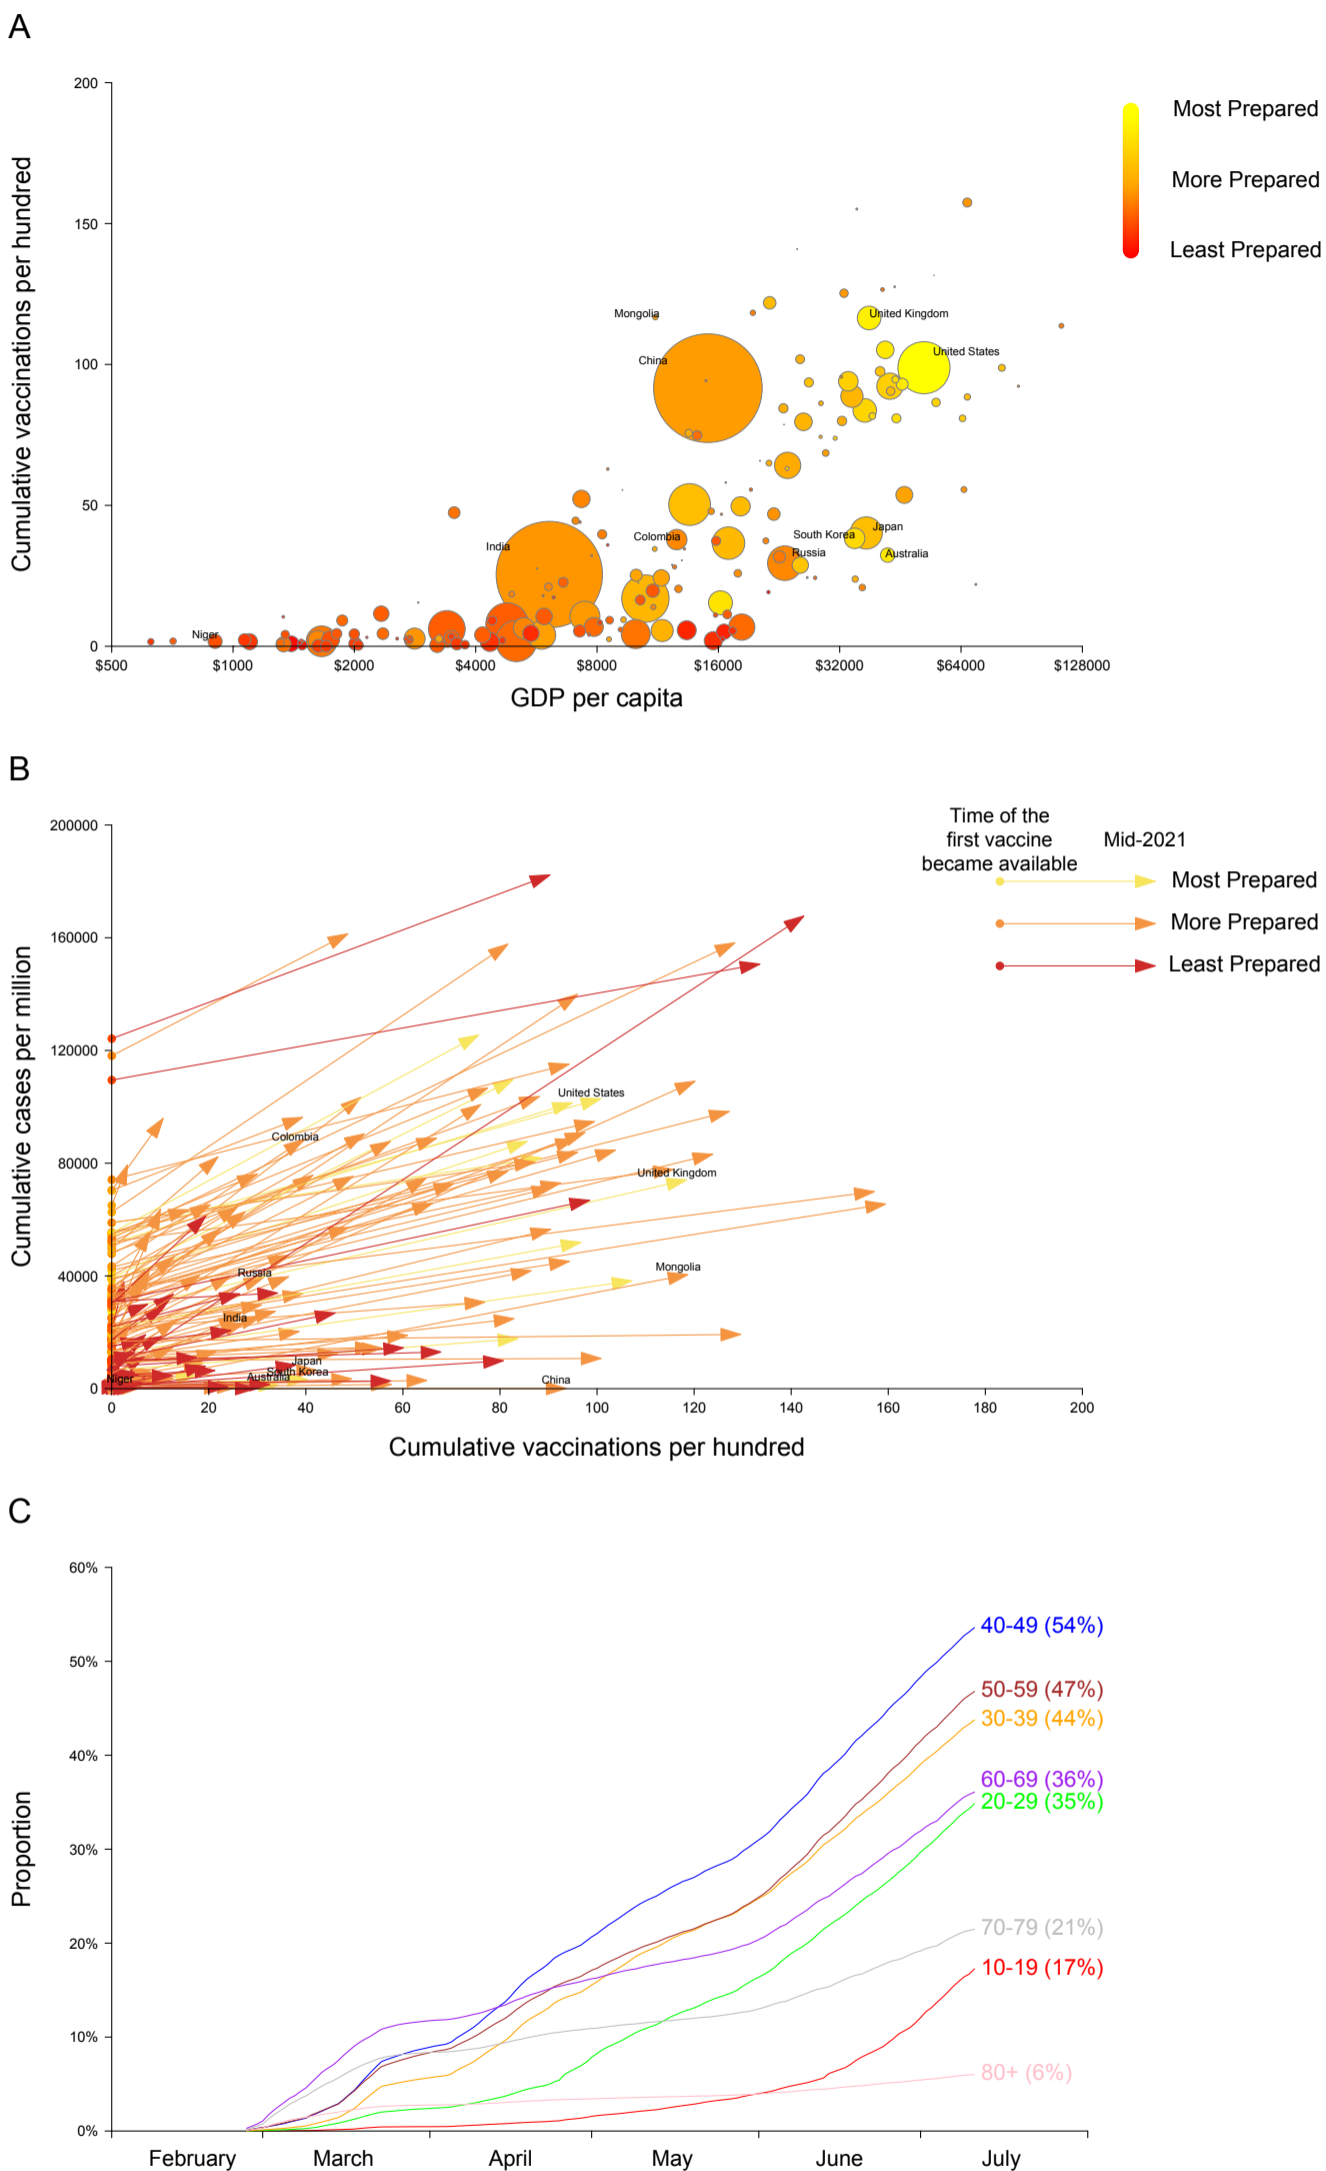 A
200
150
100
50
0
Cumulative vaccinations per hundred
Most Prepared
More Prepared
Least Prepared
Mongolia
United Kingdom
China
United States
India
Colombia
South Korea
Japan
Russia
Australia
Niger
$500 $1000 $2000 $4000 $8000 $16000 $32000 $64000 $128000
GDP per capita
B
200000
160000
120000
80000
40000
0
Cumulative cases per million
Time of the
first vaccine
became available
Mid-2021
Most Prepared
More Prepared
Least Prepared
United States
Colombia
United Kingdom
Mongolia
Russia
India
Japan
South Korea
Australia
Niger
China
0 20 40 60 80 100 120 140 160 180 200
Cumulative vaccinations per hundred
C
60%
50%
40%
30%
20%
10%
0%
Proportion
40-49 (54%)
50-59 (47%)
30-39 (44%)
60-69 (36%)
20-29 (35%)
70-79 (21%)
10-19 (17%)
80+ (6%)
February March April May June July